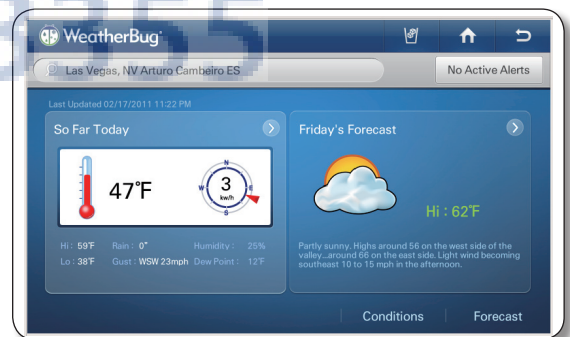 8355
WeatherBug
Las Vegas, NV Arturo Cambeiro ES
No Active Alerts
Last Updated 02/17/2011 11:22 PM
So Far Today
47°F
N
W
E
S
3
kw/h
Hi : 59°F Rain : 0" Humidity : 25%
Lo : 38°F Gust : WSW 23mph Dew Point : 12°F
Friday's Forecast
Hi : 62°F
Partly sunny. Highs around 56 on the west side of the
valley...around 66 on the east side. Light wind becoming
southeast 10 to 15 mph in the afternoon.
Conditions
Forecast